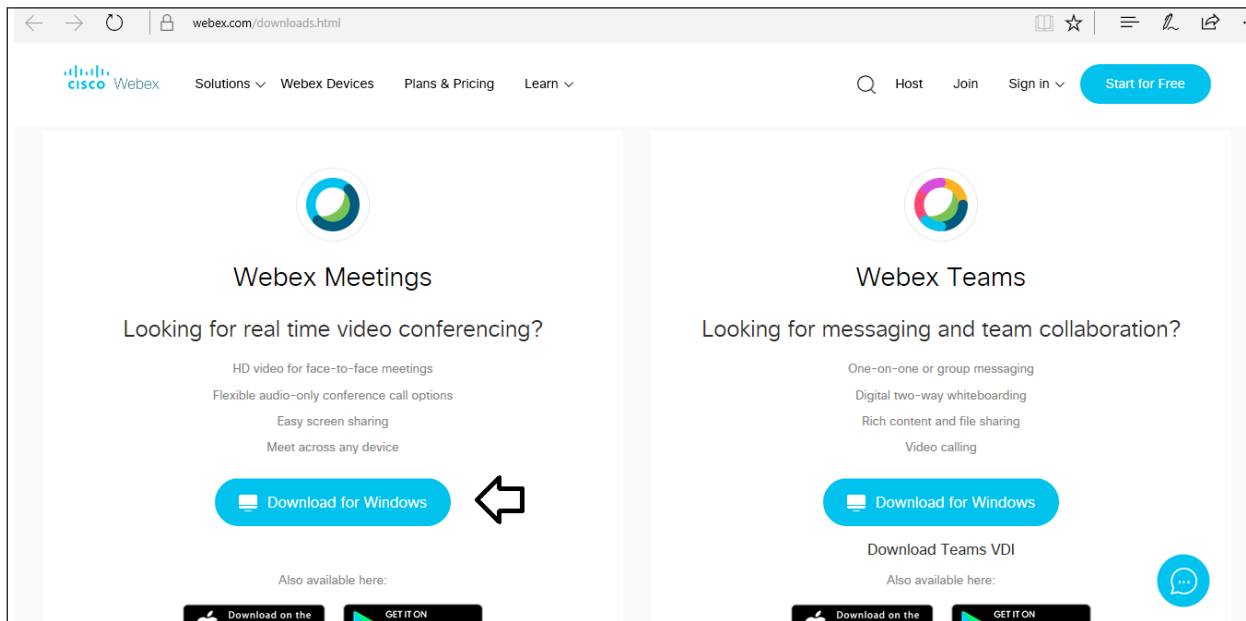 webex.com/downloads.html
CISCO Webex Solutions Webex Devices Plans & Pricing Learn Host Join Sign in Start for Free
Webex Meetings
Looking for real time video conferencing?
HD video for face-to-face meetings
Flexible audio-only conference call options
Easy screen sharing
Meet across any device
Download for Windows
Also available here:
Download on the
GET IT ON
Webex Teams
Looking for messaging and team collaboration?
One-on-one or group messaging
Digital two-way whiteboarding
Rich content and file sharing
Video calling
Download for Windows
Download Teams VDI
Also available here:
Download on the
GET IT ON